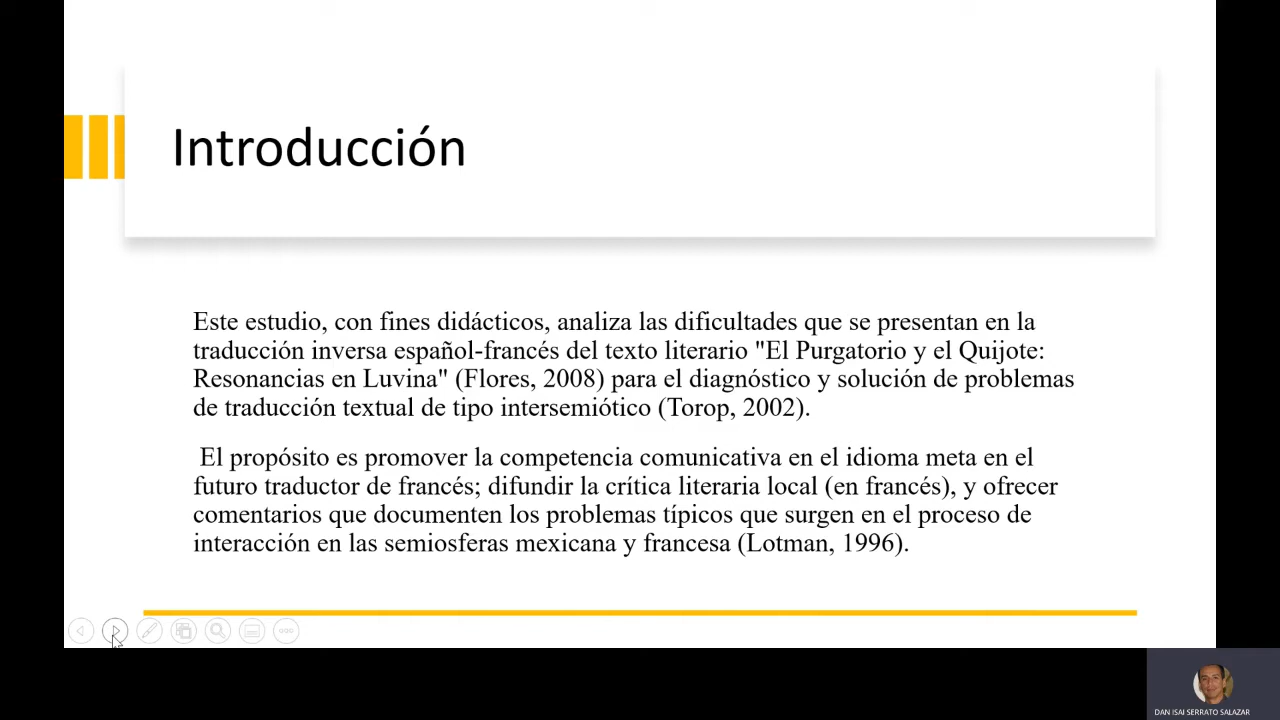 Introducción
Este estudio, con fines didácticos, analiza las dificultades que se presentan en la
traducción inversa español-francés del texto literario "El Purgatorio y el Quijote:
Resonancias en Luvina" (Flores, 2008) para el diagnóstico y solución de problemas
de traducción textual de tipo intersemiótico (Torop, 2002).
El propósito es promover la competencia comunicativa en el idioma meta en el
futuro traductor de francés; difundir la crítica literaria local (en francés), y ofrecer
comentarios que documenten los problemas típicos que surgen en el proceso de
interacción en las semiosferas mexicana y francesa (Lotman, 1996).
DAN ISAI SERRATO SALAZAR